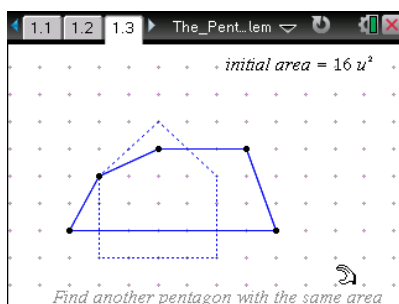 1.1 1.2 1.3 The_Pent...lem
initial area = 16 u²
Find another pentagon with the same area